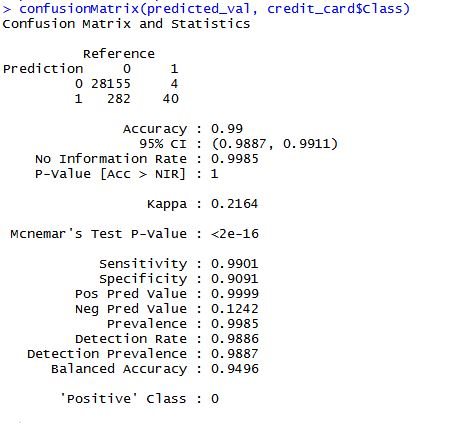 > confusionMatrix(predicted_val, credit_card$Class)
Confusion Matrix and Statistics
Reference
Prediction 0 1
0 28155 4
1 282 40
Accuracy : 0.99
95% CI : (0.9887, 0.9911)
No Information Rate : 0.9985
P-Value [Acc > NIR] : 1
Kappa : 0.2164
Mcnemar's Test P-Value : <2e-16
Sensitivity : 0.9901
Specificity : 0.9091
Pos Pred Value : 0.9999
Neg Pred Value : 0.1242
Prevalence : 0.9985
Detection Rate : 0.9886
Detection Prevalence : 0.9887
Balanced Accuracy : 0.9496
'Positive' Class : 0